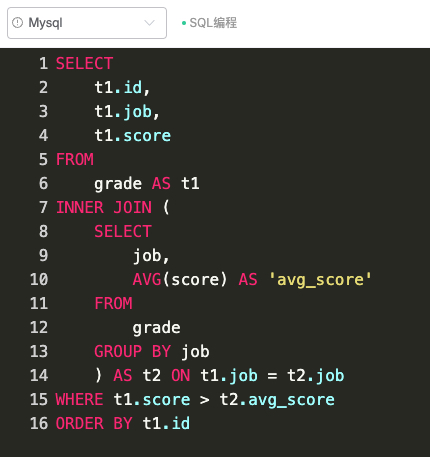 Mysql
SQL编程
1 SELECT
2     t1.id,
3     t1.job,
4     t1.score
5 FROM
6     grade AS t1
7 INNER JOIN (
8     SELECT
9         job,
10         AVG(score) AS 'avg_score'
11     FROM
12         grade
13     GROUP BY job
14     ) AS t2 ON t1.job = t2.job
15 WHERE t1.score > t2.avg_score
16 ORDER BY t1.id